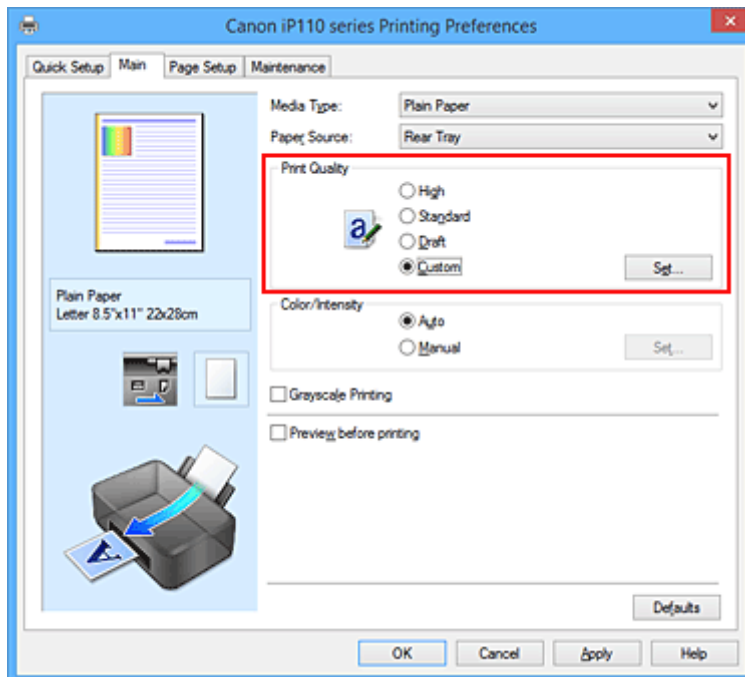 Canon iP110 series Printing Preferences
Quick Setup Main Page Setup Maintenance
Media Type: Plain Paper
Paper Source: Rear Tray
Print Quality
High
Standard
Draft
Custom Set...
a
Plain Paper
Letter 8.5"x11" 22x28cm
Color/Intensity
Auto
Manual Set...
Grayscale Printing
Preview before printing
A
Defaults
OK Cancel Apply Help